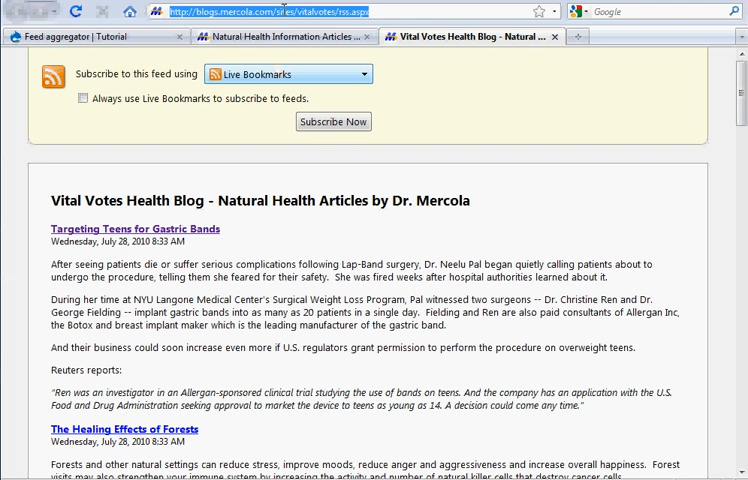 http://blogs.mercola.com/sites/vitalvotes/rss.aspx
Google
Feed aggregator | Tutorial
Natural Health Information Articles ...
Vital Votes Health Blog - Natural ...
Subscribe to this feed using
Live Bookmarks
Always use Live Bookmarks to subscribe to feeds.
Subscribe Now
Vital Votes Health Blog - Natural Health Articles by Dr. Mercola
Targeting Teens for Gastric Bands
Wednesday, July 28, 2010 8:33 AM
After seeing patients die or suffer serious complications following Lap-Band surgery, Dr. Neelu Pal began quietly calling patients about to
undergo the procedure, telling them she feared for their safety. She was fired weeks after hospital authorities learned about it.
During her time at NYU Langone Medical Center's Surgical Weight Loss Program, Pal witnessed two surgeons -- Dr. Christine Ren and Dr.
George Fielding -- implant gastric bands into as many as 20 patients in a single day. Fielding and Ren are also paid consultants of Allergan Inc,
the Botox and breast implant maker which is the leading manufacturer of the gastric band.
And their business could soon increase even more if U.S. regulators grant permission to perform the procedure on overweight teens.
Reuters reports:
"Ren was an investigator in an Allergan-sponsored clinical trial studying the use of bands on teens. And the company has an application with the U.S.
Food and Drug Administration seeking approval to market the device to teens as young as 14. A decision could come any time."
The Healing Effects of Forests
Wednesday, July 28, 2010 8:33 AM
Forests and other natural settings can reduce stress, improve moods, reduce anger and aggressiveness and increase overall happiness. Forest
visits may also strengthen your immune system by increasing the activity and number of natural killer cells that destroy cancer cells.